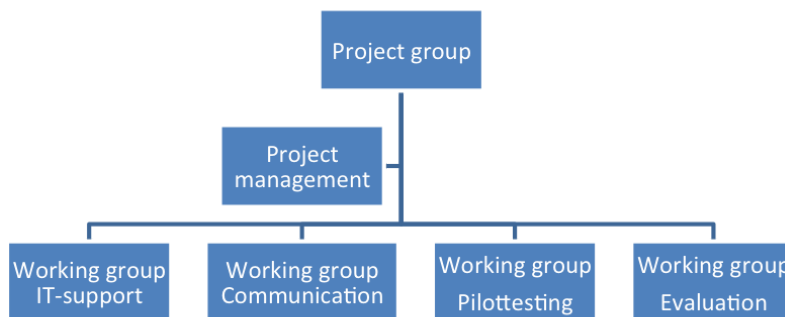 Project group
Project
management
Working group
IT-support
Working group
Communication
Working group
Pilottesting
Working group
Evaluation